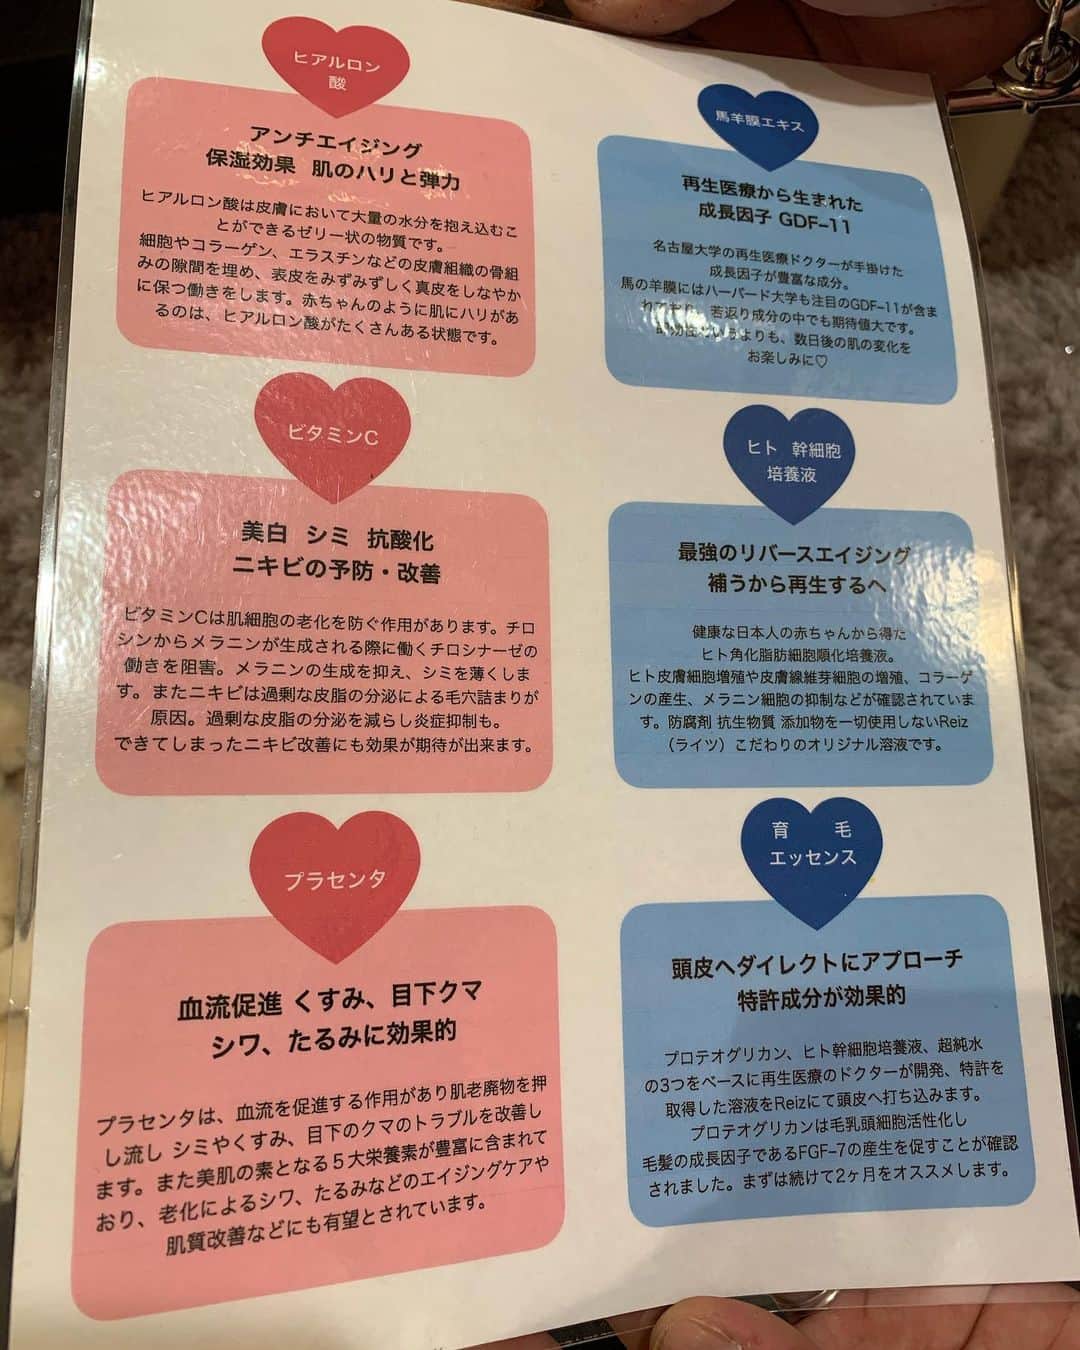 ヒアルロン
酸
アンチエイジング
保湿効果 肌のハリと弾力
ヒアルロン酸は皮膚において大量の水分を抱え込むこ
とができるゼリー状の物質です。
細胞やコラーゲン、エラスチンなどの皮膚組織の骨組
みの隙間を埋め、表皮をみずみずしく真皮をしなやか
に保つ働きをします。赤ちゃんのように肌にハリがあ
るのは、ヒアルロン酸がたくさんある状態です。
ビタミンC
美白 シミ 抗酸化
ニキビの予防・改善
ビタミンCは肌細胞の老化を防ぐ作用があります。チロ
シンからメラニンが生成される際に働くチロシナーゼの
働きを阻害。メラニンの生成を抑え、シミを薄くしま
す。またニキビは過剰な皮脂の分泌による毛穴詰まりが
原因。過剰な皮脂の分泌を減らし炎症抑制も。
できてしまったニキビ改善にも効果が期待が出来ます。
プラセンタ
血流促進 くすみ、目下クマ
シワ、たるみに効果的
プラセンタは、血流を促進する作用があり肌老廃物を押
し流し シミやくすみ、目下のクマのトラブルを改善し
ます。また美肌の素となる５大栄養素が豊富に含まれて
おり、老化によるシワ、たるみなどのエイジングケアや
肌質改善などにも有望とされています。
馬羊膜エキス
再生医療から生まれた
成長因子 GDF-11
名古屋大学の再生医療ドクターが手掛けた
成長因子が豊富な成分。
馬の羊膜にはハーバード大学も注目のGDF-11が含ま
れており、若返り成分の中でも期待値大です。
よりも、数日後の肌の変化を
お楽しみに♡
ヒト 幹細胞
培養液
最強のリバースエイジング
補うから再生するへ
健康な日本人の赤ちゃんから得た
ヒト角化脂肪細胞順化培養液。
ヒト皮膚細胞増殖や皮膚線維芽細胞の増殖、コラーゲ
ンの産生、メラニン細胞の抑制などが確認されていま
す。防腐剤 抗生物質 添加物を一切使用しないReiz
（ライツ）こだわりのオリジナル溶液です。
育 毛
エッセンス
頭皮へダイレクトにアプローチ
特許成分が効果的
プロテオグリカン、ヒト幹細胞培養液、超純水
の3つをベースに再生医療のドクターが開発、特許を
取得した溶液をReizにて頭皮へ打ち込みます。
プロテオグリカンは毛乳頭細胞活性化し
毛髪の成長因子であるFGF-7の産生を促すことが確認
されました。まずは続けて2ヶ月をオススメします。